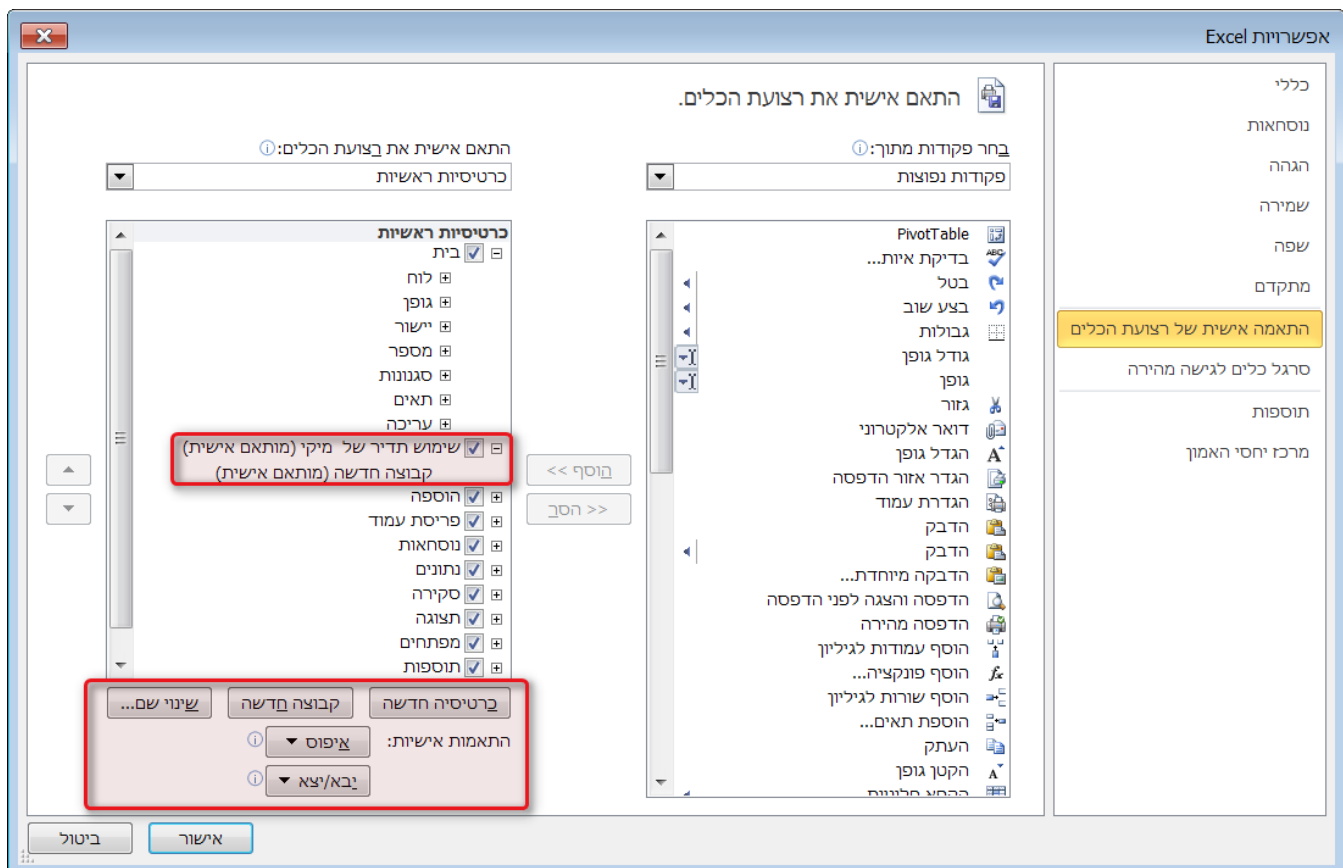 אפשרויות Excel
כללי
נוסחאות
הגהה
שמירה
שפה
מתקדם
התאמה אישית של רצועת הכלים
סרגל כלים לגישה מהירה
תוספות
מרכז יחסי האמון
התאם אישית את רצועת הכלים.
בחר פקודות מתוך:
פקודות נפוצות
PivotTable
בדיקת איות...
בטל
בצע שוב
גבולות
גודל גופן
גופן
גזור
דואר אלקטרוני
הגדל גופן
הגדר אזור הדפסה
הגדרת עמוד
הדבק
הדבק
הדבקה מיוחדת...
הדפסה והצגה לפני הדפסה
הדפסה מהירה
הוסף עמודות לגיליון
הוסף פונקציה...
הוסף שורות לגיליון
הוספת תאים...
העתק
הקטן גופן
הוסף >>
<< הסר
התאם אישית את רצועת הכלים:
כרטיסיות ראשיות
כרטיסיות ראשיות
בית
לוח
גופן
יישור
מספר
סגנונות
תאים
עריכה
שימוש תדיר של מיקי (מותאם אישית)
קבוצה חדשה (מותאם אישית)
הוספה
פריסת עמוד
נוסחאות
נתונים
סקירה
תצוגה
מפתחים
תוספות
כרטיסיה חדשה קבוצה חדשה שינוי שם...
התאמות אישיות: איפוס
יבא/יצא
אישור ביטול